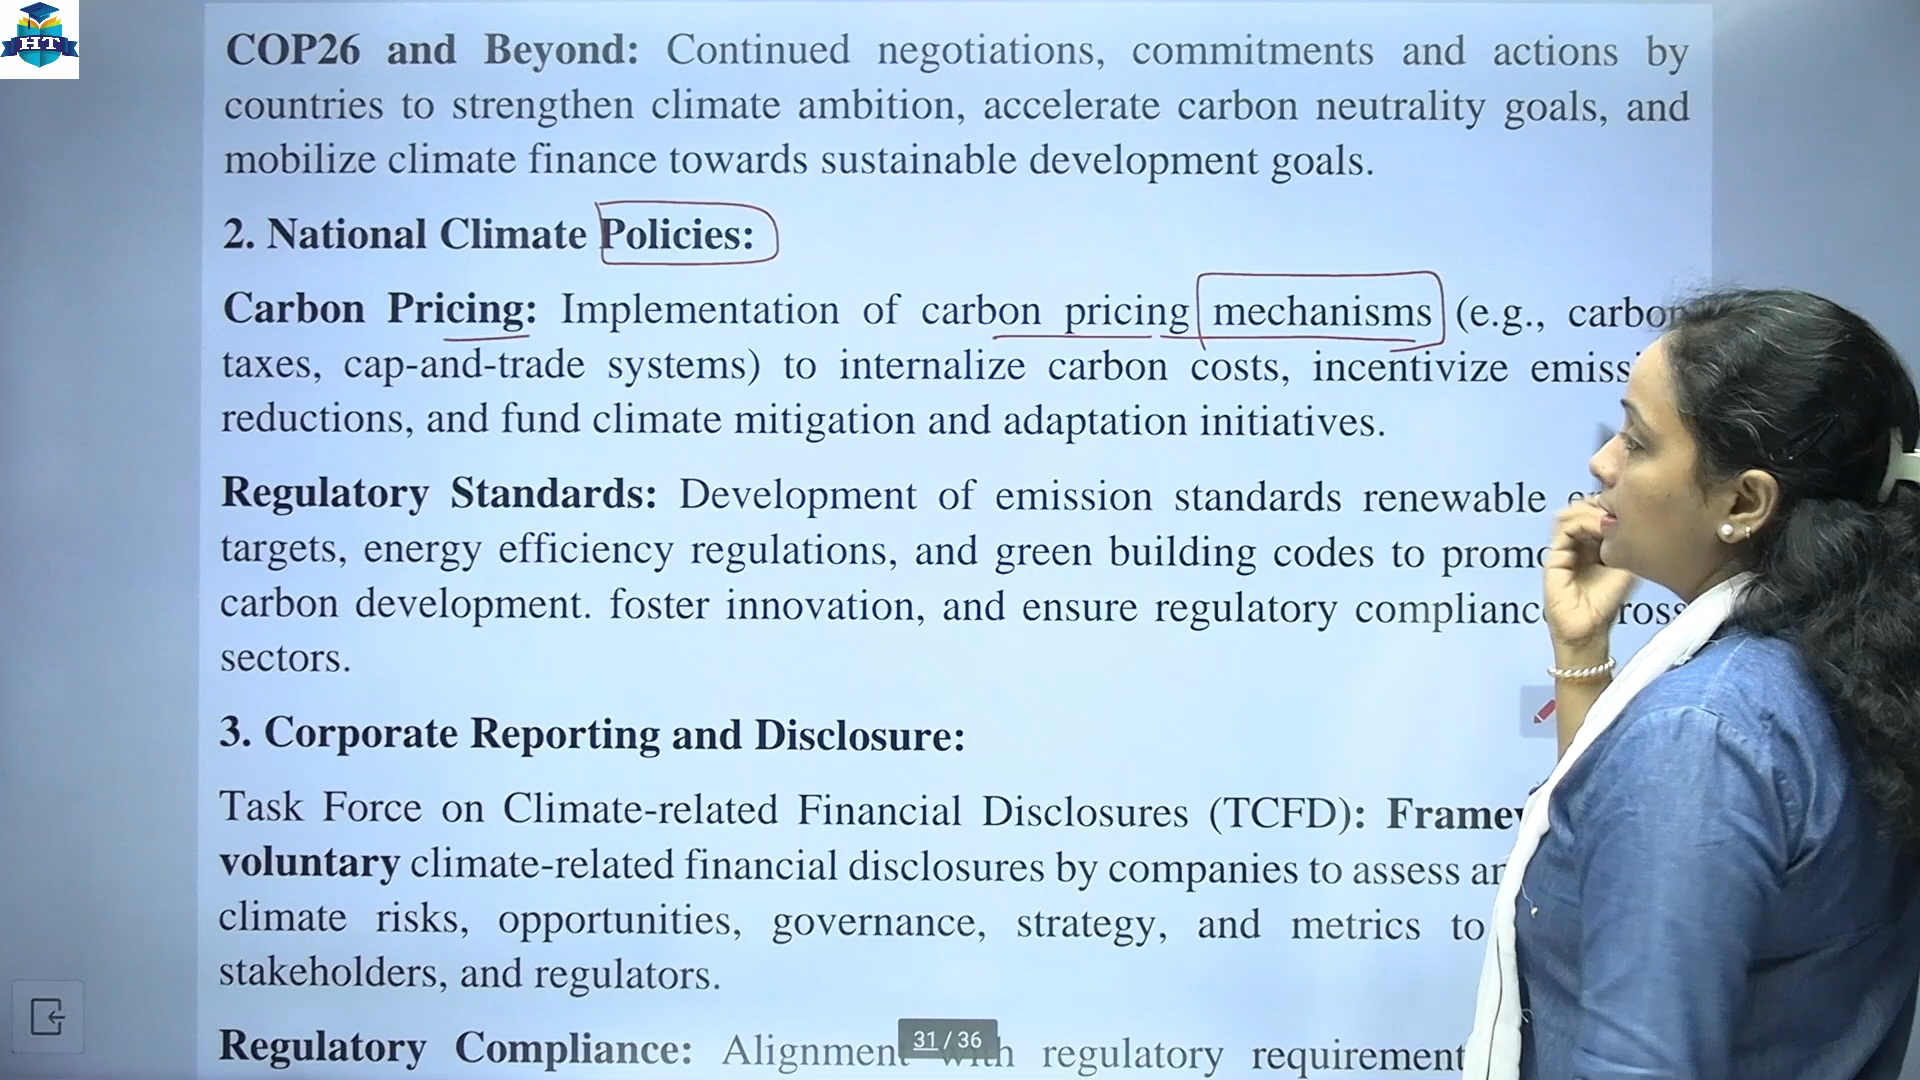 HT
COP26 and Beyond: Continued negotiations, commitments and actions by
countries to strengthen climate ambition, accelerate carbon neutrality goals, and
mobilize climate finance towards sustainable development goals.
2. National Climate Policies:
Carbon Pricing: Implementation of carbon pricing mechanisms (e.g., carbon
taxes, cap-and-trade systems) to internalize carbon costs, incentivize
reductions, and fund climate mitigation and adaptation initiatives.
Regulatory Standards: Development of emission standards renewable
targets, energy efficiency regulations, and green building codes to
carbon development. foster innovation, and ensure regulatory
sectors.
3. Corporate Reporting and Disclosure:
Task Force on Climate-related Financial Disclosures (TCFD):
voluntary climate-related financial disclosures by companies to assess
climate risks, opportunities, governance, strategy, and metrics to
stakeholders, and regulators.
Regulatory Compliance: Alignment with regulatory
31 / 36